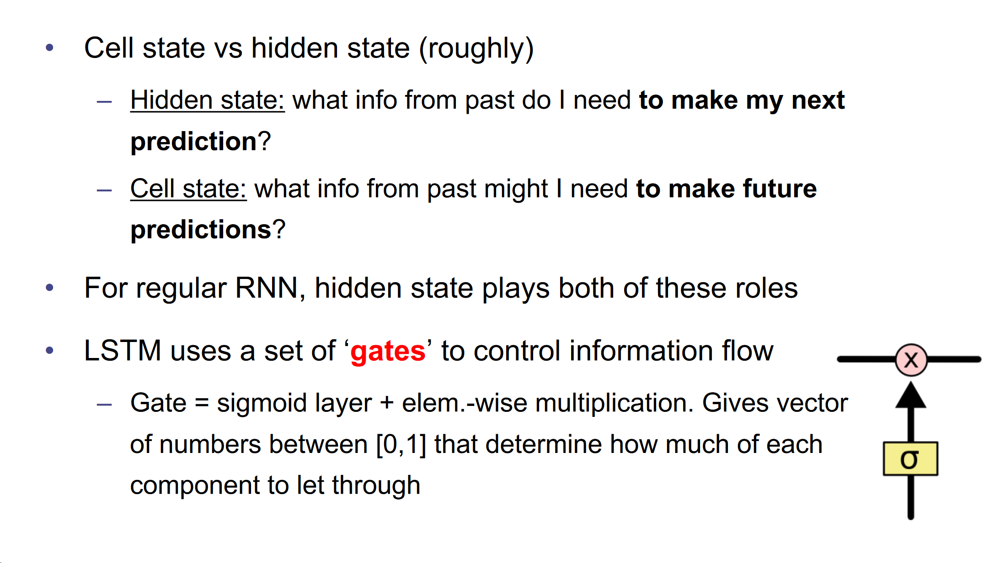 • Cell state vs hidden state (roughly)
– Hidden state: what info from past do I need to make my next
prediction?
– Cell state: what info from past might I need to make future
predictions?
• For regular RNN, hidden state plays both of these roles
• LSTM uses a set of ‘gates’ to control information flow
– Gate = sigmoid layer + elem.-wise multiplication. Gives vector
of numbers between [0,1] that determine how much of each
component to let through
x
σ